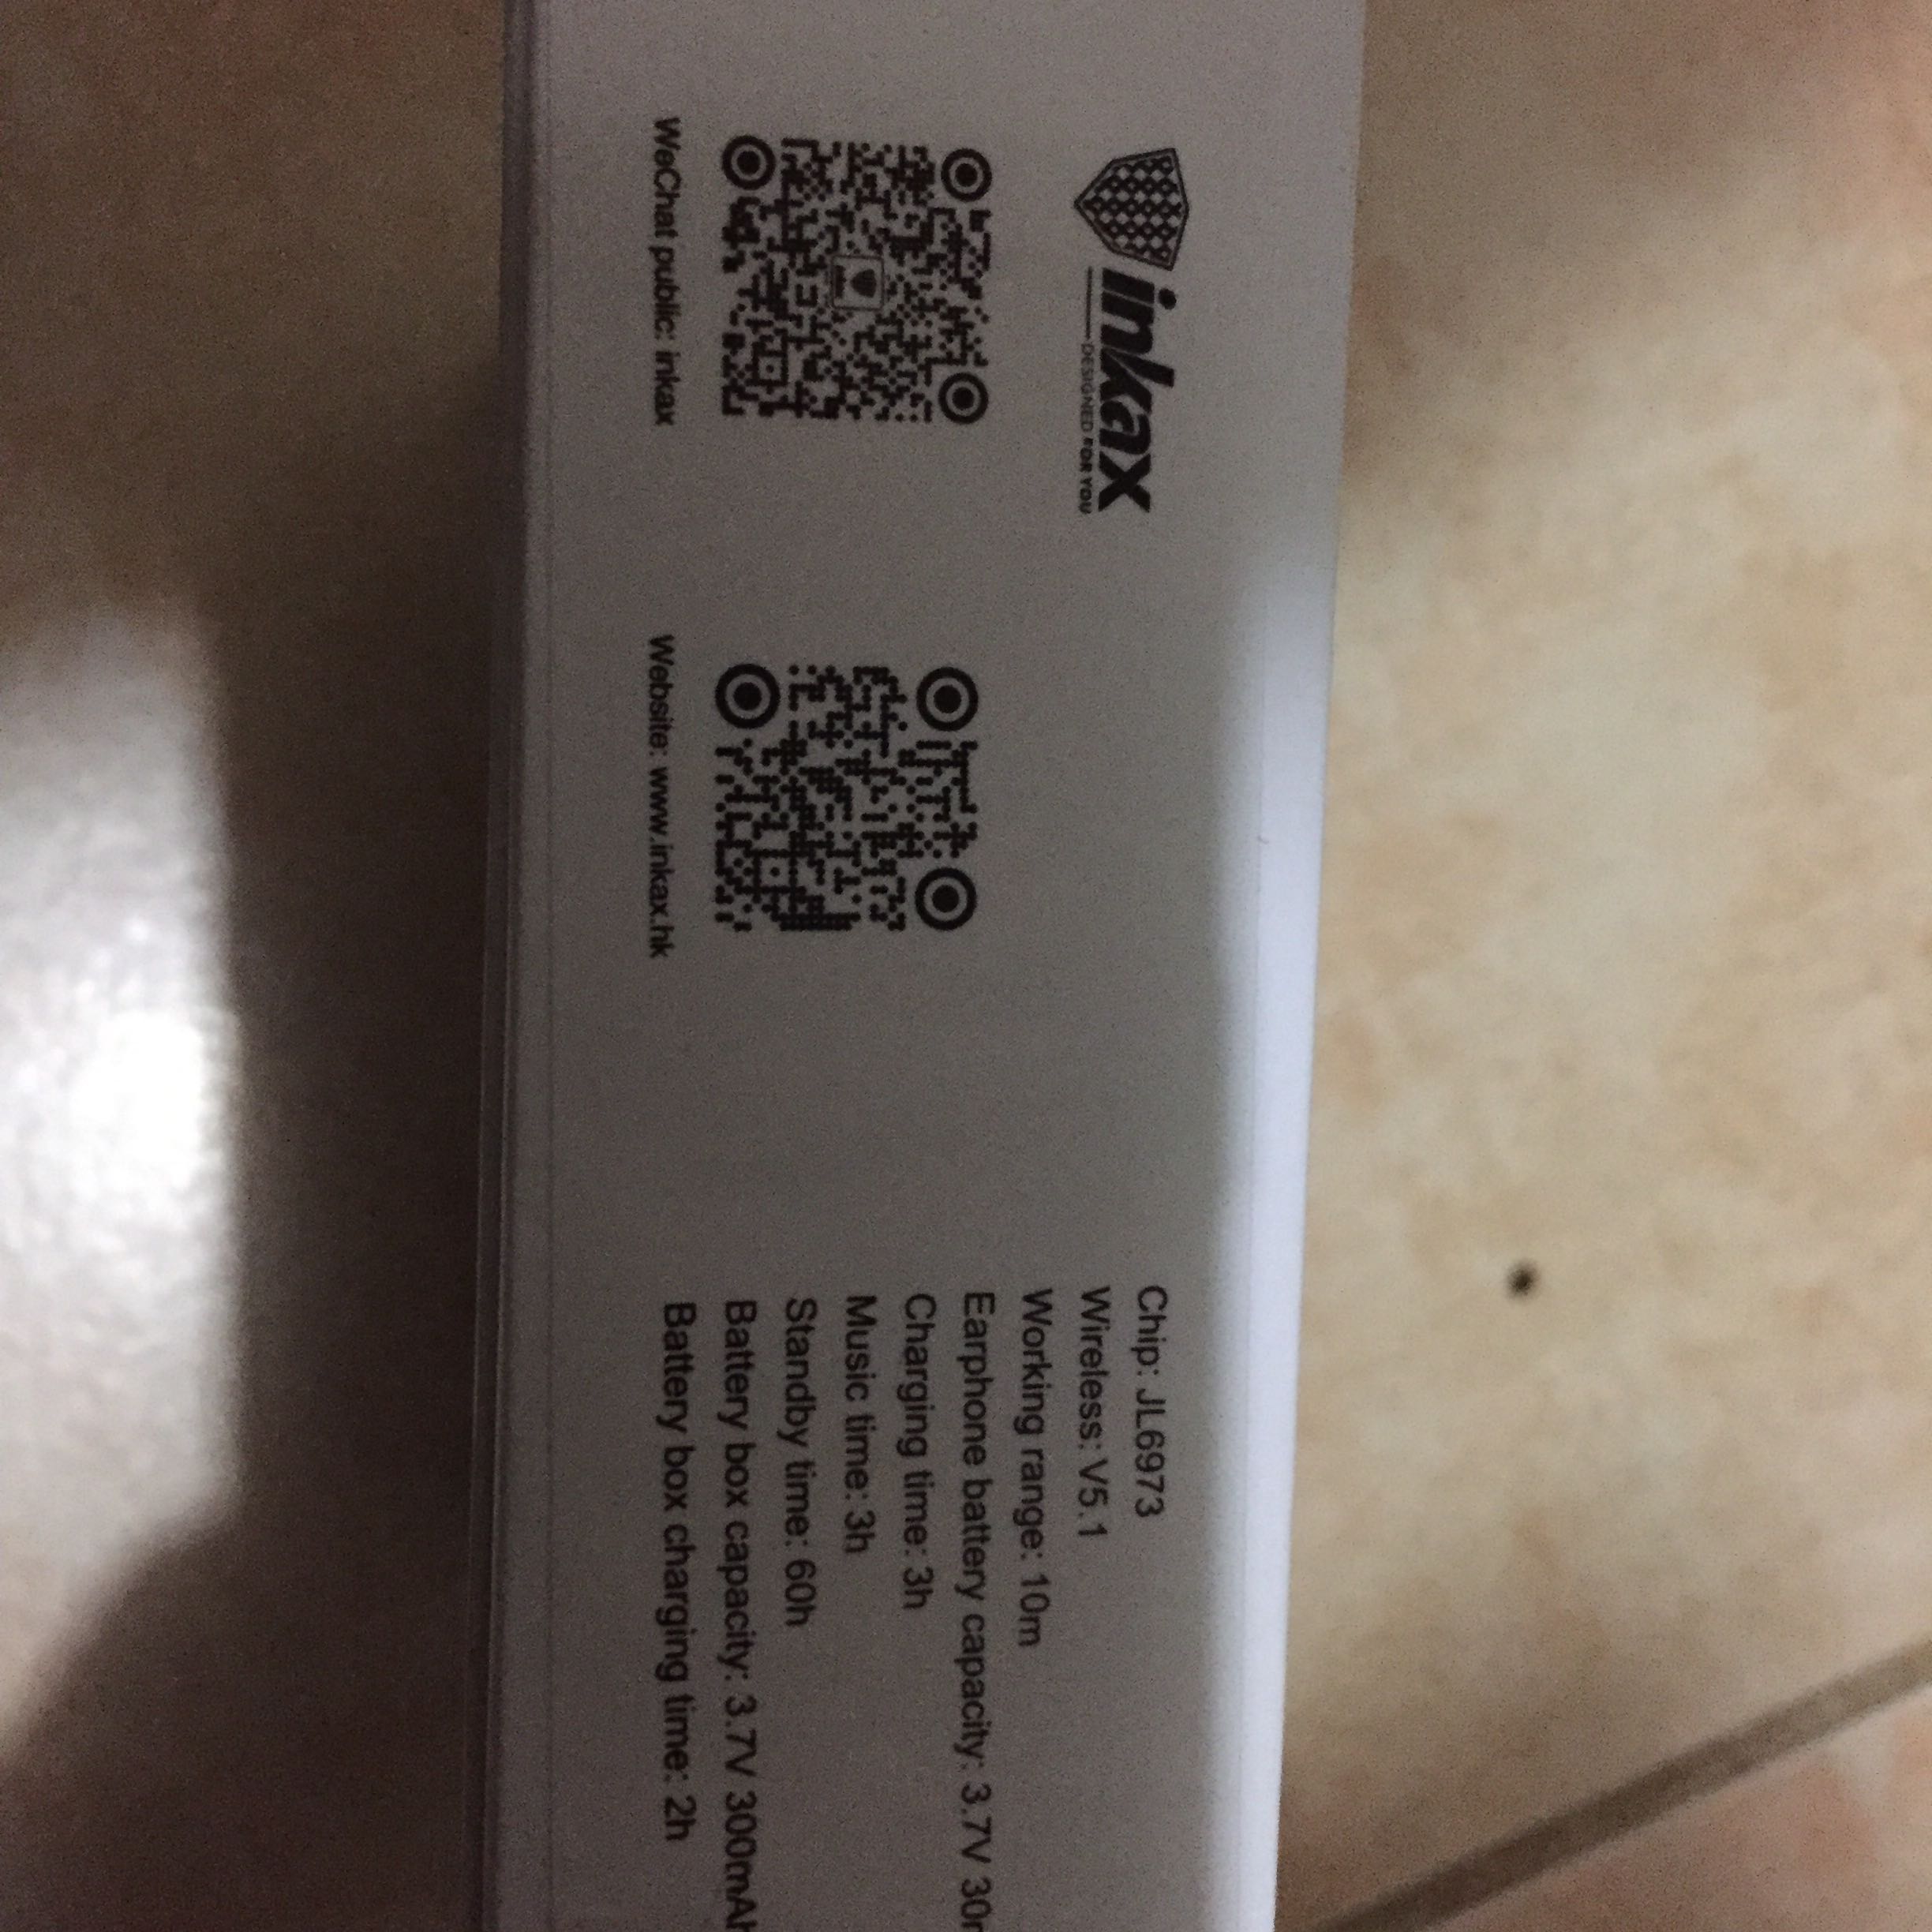 inkax
DESIGNED FOR YOU
WeChat public: inkax
Website: www.inkax.hk
Chip: JL6973
Wireless: V5.1
Working range: 10m
Earphone battery capacity: 3.7V
Charging time: 3h
Music time: 3h
Standby time: 60h
Battery box capacity: 3.7V 300mAh
Battery box charging time: 2h